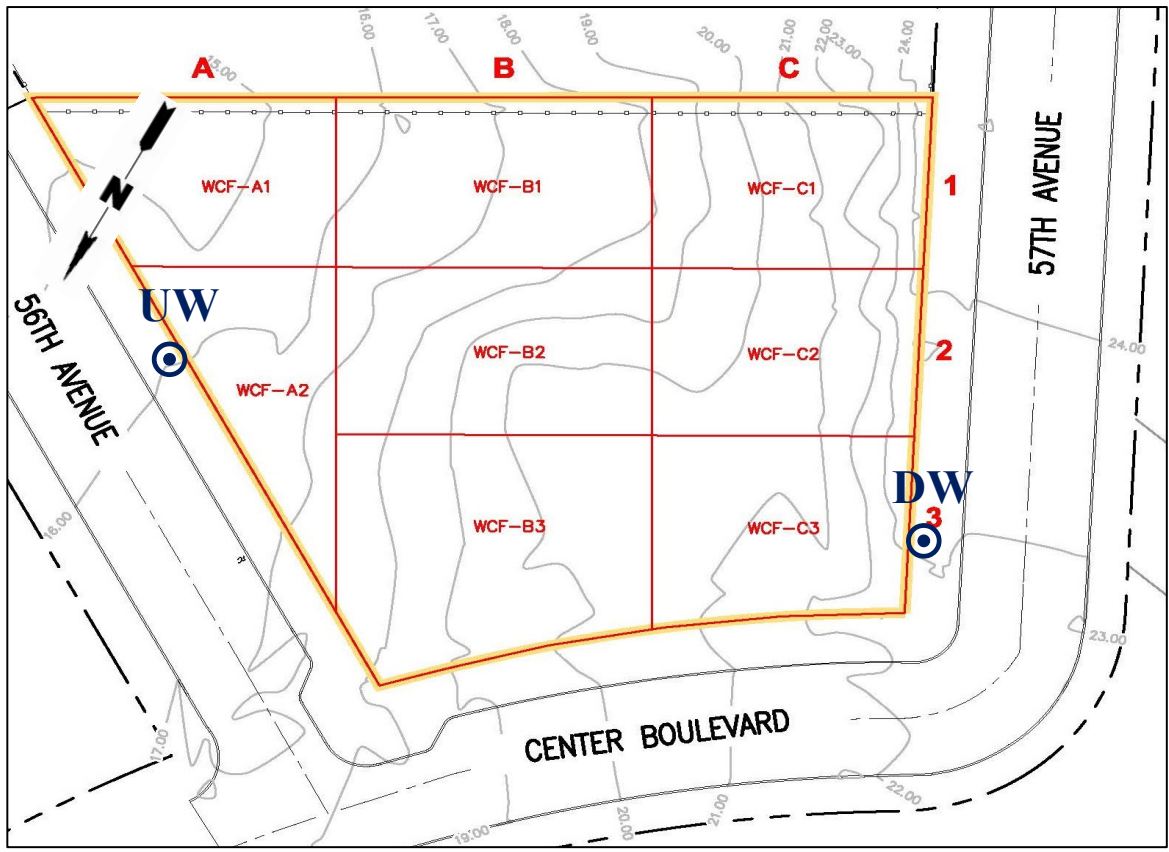 16.00
17.00
18.00
19.00
20.00
21.00
22.00
23.00
24.00
A
15.00
B
C
N
WCF-A1
WCF-B1
WCF-C1
1
57TH AVENUE
UW
56TH AVENUE
WCF-A2
WCF-B2
WCF-C2
2
24.00
DW
3
WCF-B3
WCF-C3
16.00
23.00
17.00
CENTER BOULEVARD
22.00
21.00
20.00
19.00